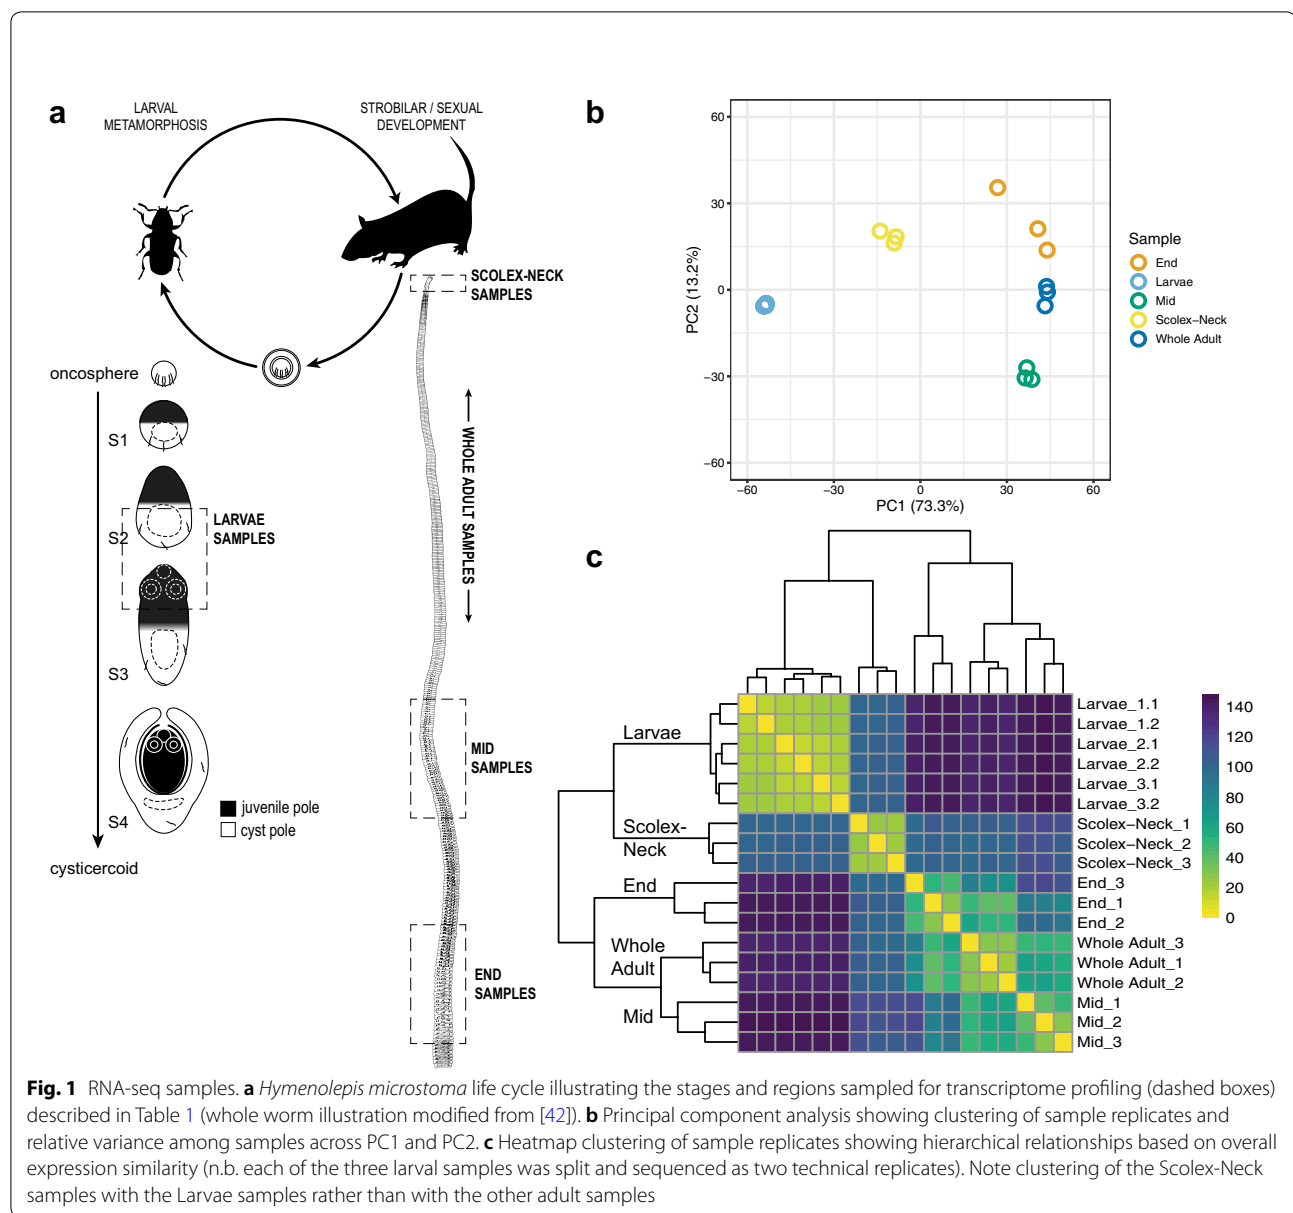 a
LARVAL
METAMORPHOSIS
STROBILAR / SEXUAL
DEVELOPMENT
SCOLEX-NECK
SAMPLES
oncosphere
S1
S2
LARVAE
SAMPLES
S3
S4
cysticercoid
juvenile pole
cyst pole
WHOLE ADULT SAMPLES
MID
SAMPLES
END
SAMPLES
b
60
30
0
−30
−60
PC2 (13.2%)
−60
−30
0
30
60
PC1 (73.3%)
Sample
End
Larvae
Mid
Scolex−Neck
Whole Adult
c
Larvae
Scolex-
Neck
End
Whole
Adult
Mid
Larvae_1.1
Larvae_1.2
Larvae_2.1
Larvae_2.2
Larvae_3.1
Larvae_3.2
Scolex−Neck_1
Scolex−Neck_2
Scolex−Neck_3
End_3
End_1
End_2
Whole Adult_3
Whole Adult_1
Whole Adult_2
Mid_1
Mid_2
Mid_3
140
120
100
80
60
40
20
0
Fig. 1 RNA-seq samples. a Hymenolepis microstoma life cycle illustrating the stages and regions sampled for transcriptome profiling (dashed boxes)
described in Table 1 (whole worm illustration modified from [42]). b Principal component analysis showing clustering of sample replicates and
relative variance among samples across PC1 and PC2. c Heatmap clustering of sample replicates showing hierarchical relationships based on overall
expression similarity (n.b. each of the three larval samples was split and sequenced as two technical replicates). Note clustering of the Scolex-Neck
samples with the Larvae samples rather than with the other adult samples